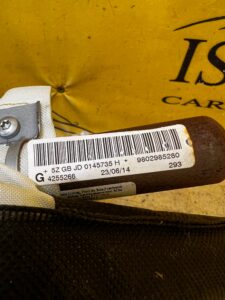 IS
CAR
+ 5Z GB JD 0145735 H + 9802985280
G 4255266 23/06/14 293